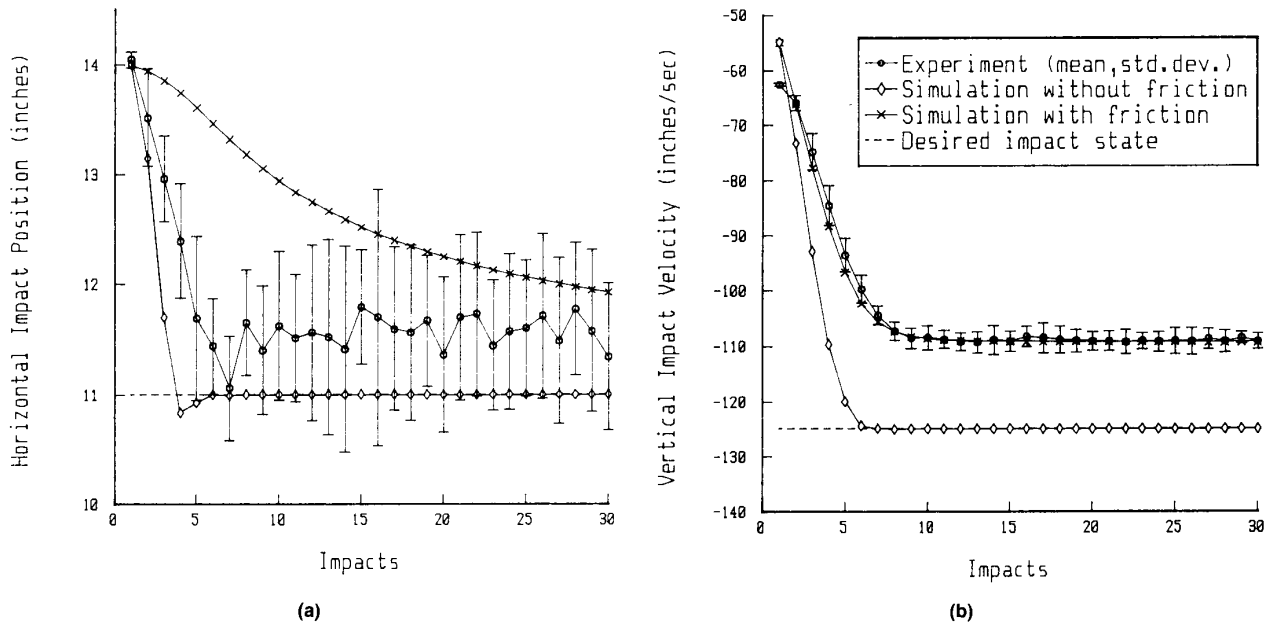 Horizontal Impact Position (inches)
14
13
12
11
10
0 5 10 15 20 25 30
Impacts
(a)
Vertical Impact Velocity (inches/sec)
-50
-60
-70
-80
-90
-100
-110
-120
-130
-140
0 5 10 15 20 25 30
Impacts
(b)
Experiment (mean,std.dev.)
Simulation without friction
Simulation with friction
Desired impact state